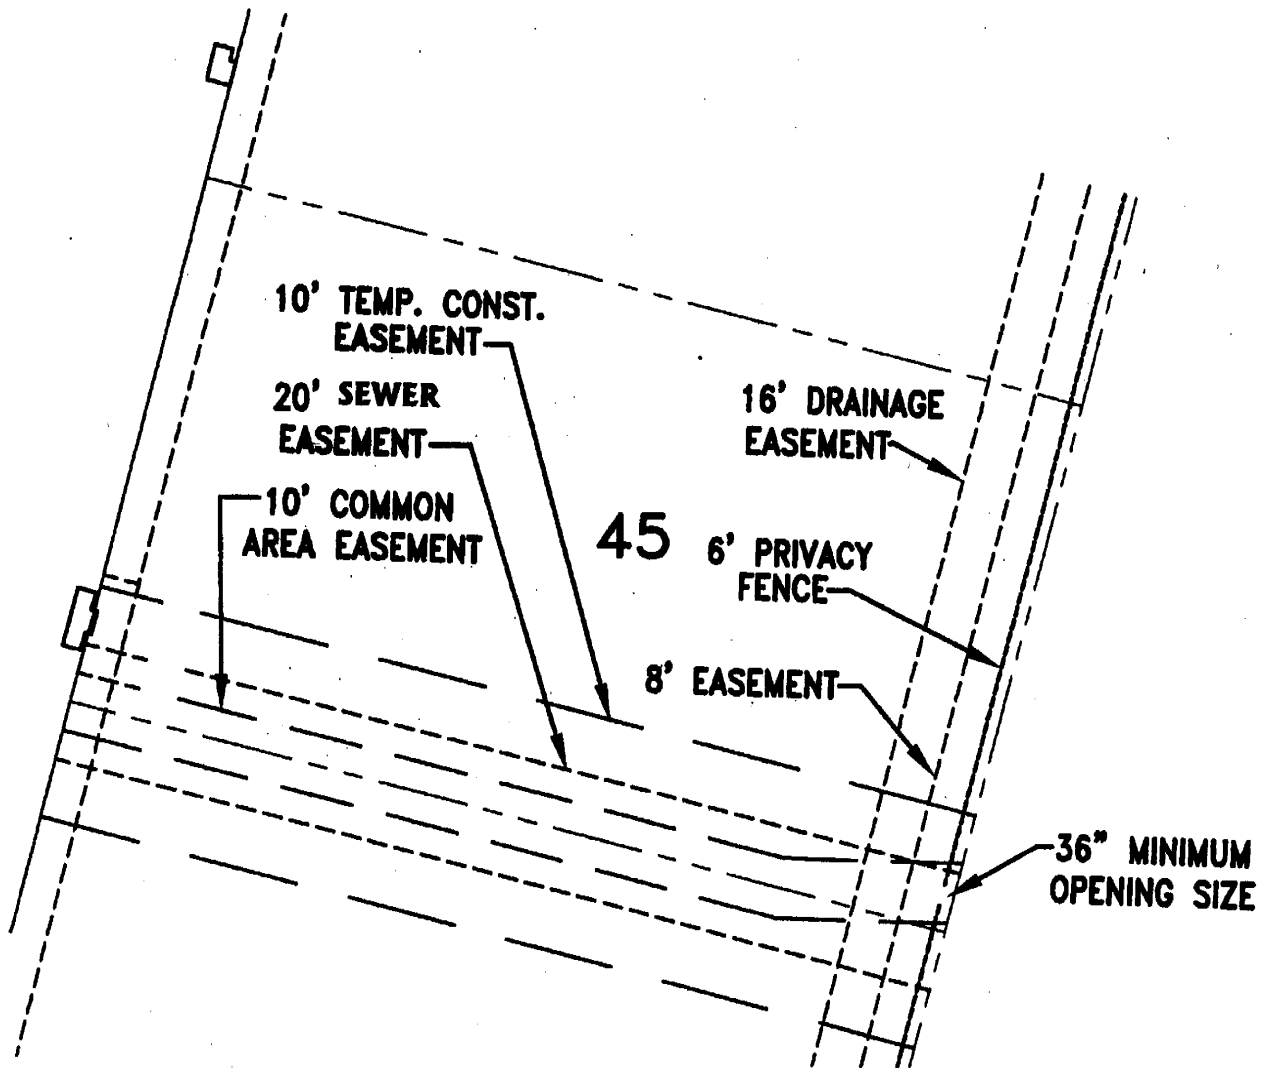 10' TEMP. CONST.
EASEMENT
20' SEWER
EASEMENT
10' COMMON
AREA EASEMENT
45
16' DRAINAGE
EASEMENT
6' PRIVACY
FENCE
8' EASEMENT
36" MINIMUM
OPENING SIZE